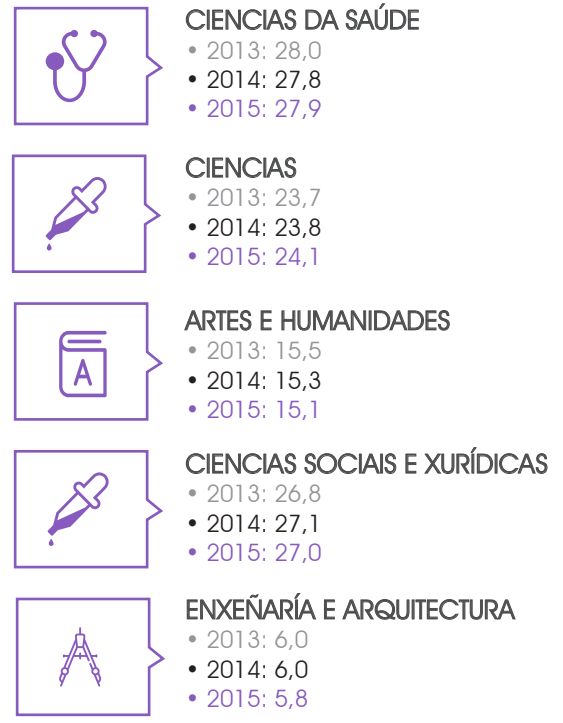 CIENCIAS DA SAÚDE
• 2013: 28,0
• 2014: 27,8
• 2015: 27,9
CIENCIAS
• 2013: 23,7
• 2014: 23,8
• 2015: 24,1
A
ARTES E HUMANIDADES
• 2013: 15,5
• 2014: 15,3
• 2015: 15,1
CIENCIAS SOCIAIS E XURÍDICAS
• 2013: 26,8
• 2014: 27,1
• 2015: 27,0
ENXEÑARÍA E ARQUITECTURA
• 2013: 6,0
• 2014: 6,0
• 2015: 5,8